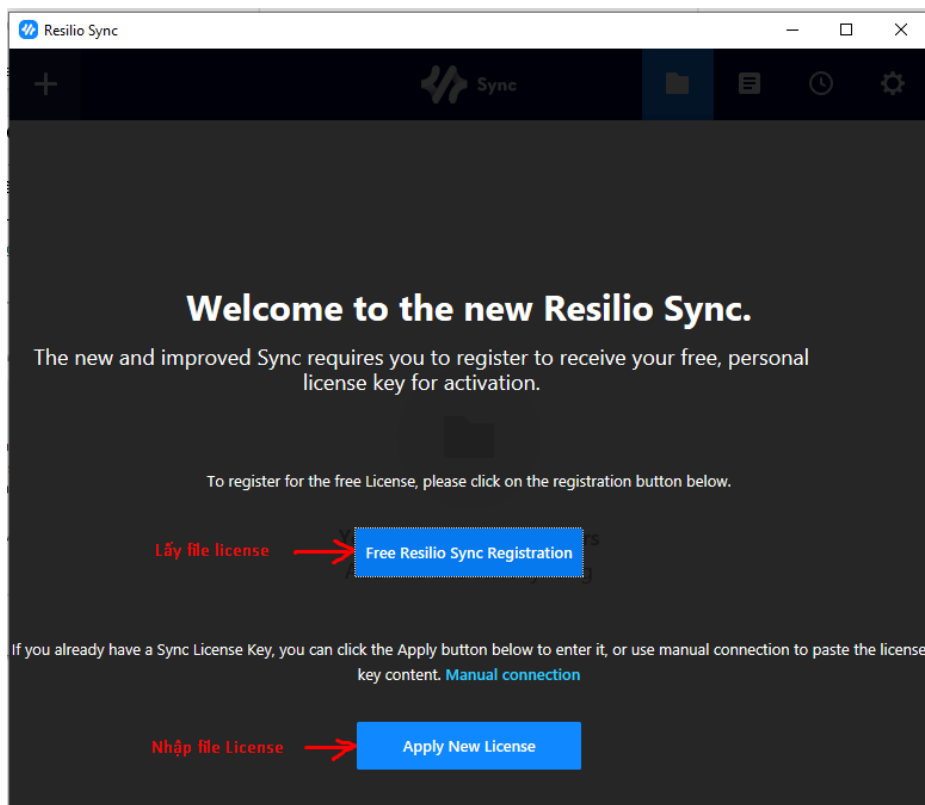 Resilio Sync
Sync
Welcome to the new Resilio Sync.
The new and improved Sync requires you to register to receive your free, personal
license key for activation.
To register for the free License, please click on the registration button below.
Lấy file license
Free Resilio Sync Registration
If you already have a Sync License Key, you can click the Apply button below to enter it, or use manual connection to paste the license
key content. Manual connection
Nhập file License
Apply New License